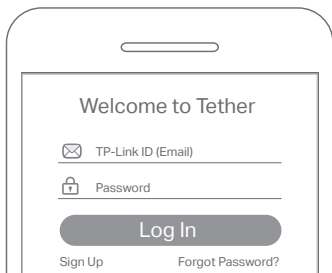 Welcome to Tether
TP-Link ID (Email)
Password
Log In
Sign Up Forgot Password?